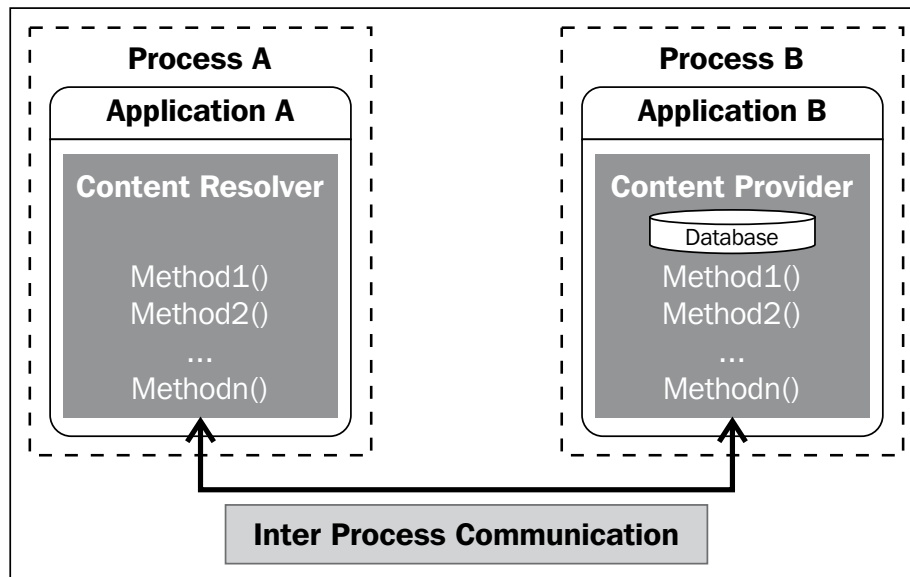 Process A
Application A
Content Resolver
Method1()
Method2()
...
Methodn()
Process B
Application B
Content Provider
Database
Method1()
Method2()
...
Methodn()
Inter Process Communication